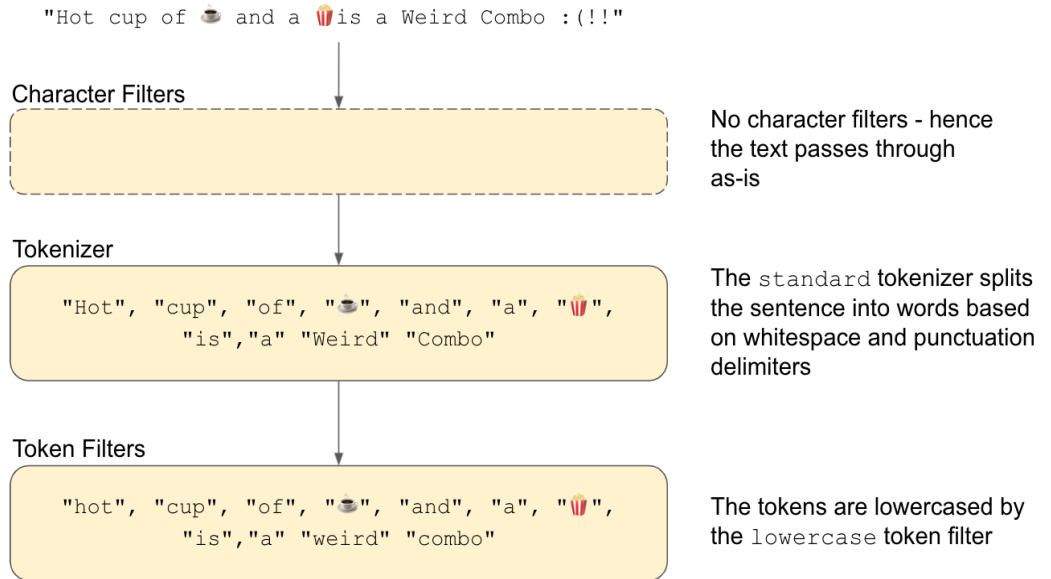 "Hot cup of ☕ and a 🍿is a Weird Combo :(!!"
Character Filters
No character filters - hence
the text passes through
as-is
Tokenizer
"Hot", "cup", "of", "☕", "and", "a", "🍿",
"is","a" "Weird" "Combo"
The standard tokenizer splits
the sentence into words based
on whitespace and punctuation
delimiters
Token Filters
"hot", "cup", "of", "☕", "and", "a", "🍿",
"is","a" "weird" "combo"
The tokens are lowercased by
the lowercase token filter